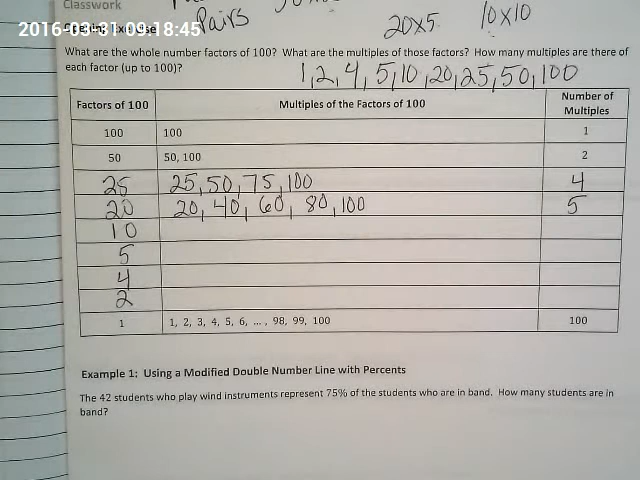 Classwork
Pairs
20x5 10x10
2016-08-31 09:18:45
Exercise
What are the whole number factors of 100? What are the multiples of those factors? How many multiples are there of
each factor (up to 100)?
1,2,4,5,10,20,25,50,100
Factors of 100 Multiples of the Factors of 100 Number of Multiples
100 100 1
50 50, 100 2
25 25,50,75,100 4
20 20,40,60,80,100 5
10
5
4
2
1 1, 2, 3, 4, 5, 6, ... , 98, 99, 100 100
Example 1: Using a Modified Double Number Line with Percents
The 42 students who play wind instruments represent 75% of the students who are in band. How many students are in
band?